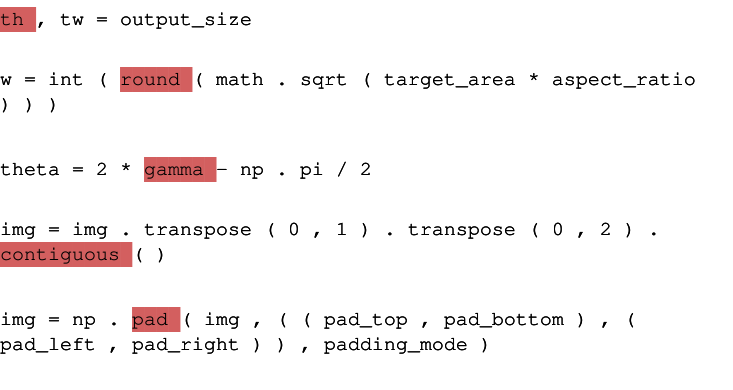 th , tw = output_size
w = int ( round ( math . sqrt ( target_area * aspect_ratio
) ) )
theta = 2 * gamma - np . pi / 2
img = img . transpose ( 0 , 1 ) . transpose ( 0 , 2 ) .
contiguous ( )
img = np . pad ( img , ( ( pad_top , pad_bottom ) , (
pad_left , pad_right ) ) , padding_mode )